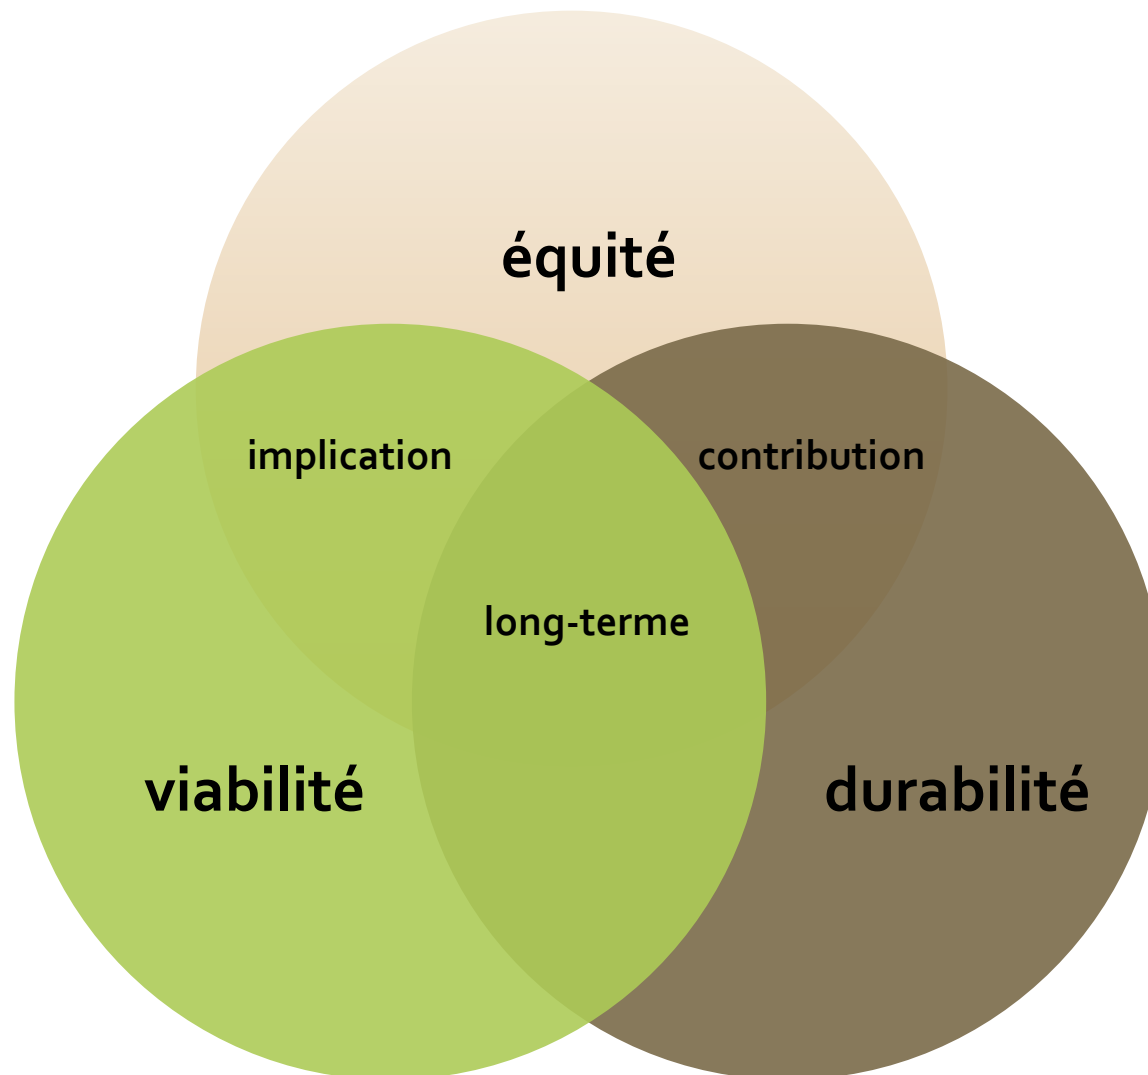 équité
implication
contribution
long-terme
viabilité
durabilité